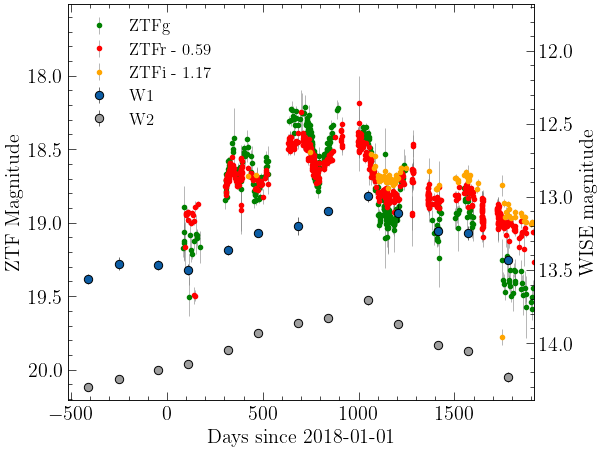 ZTFg
ZTFr - 0.59
ZTFi - 1.17
W1
W2
18.0
18.5
19.0
19.5
20.0
ZTF Magnitude
12.0
12.5
13.0
13.5
14.0
WISE magnitude
−500
0
500
1000
1500
Days since 2018-01-01